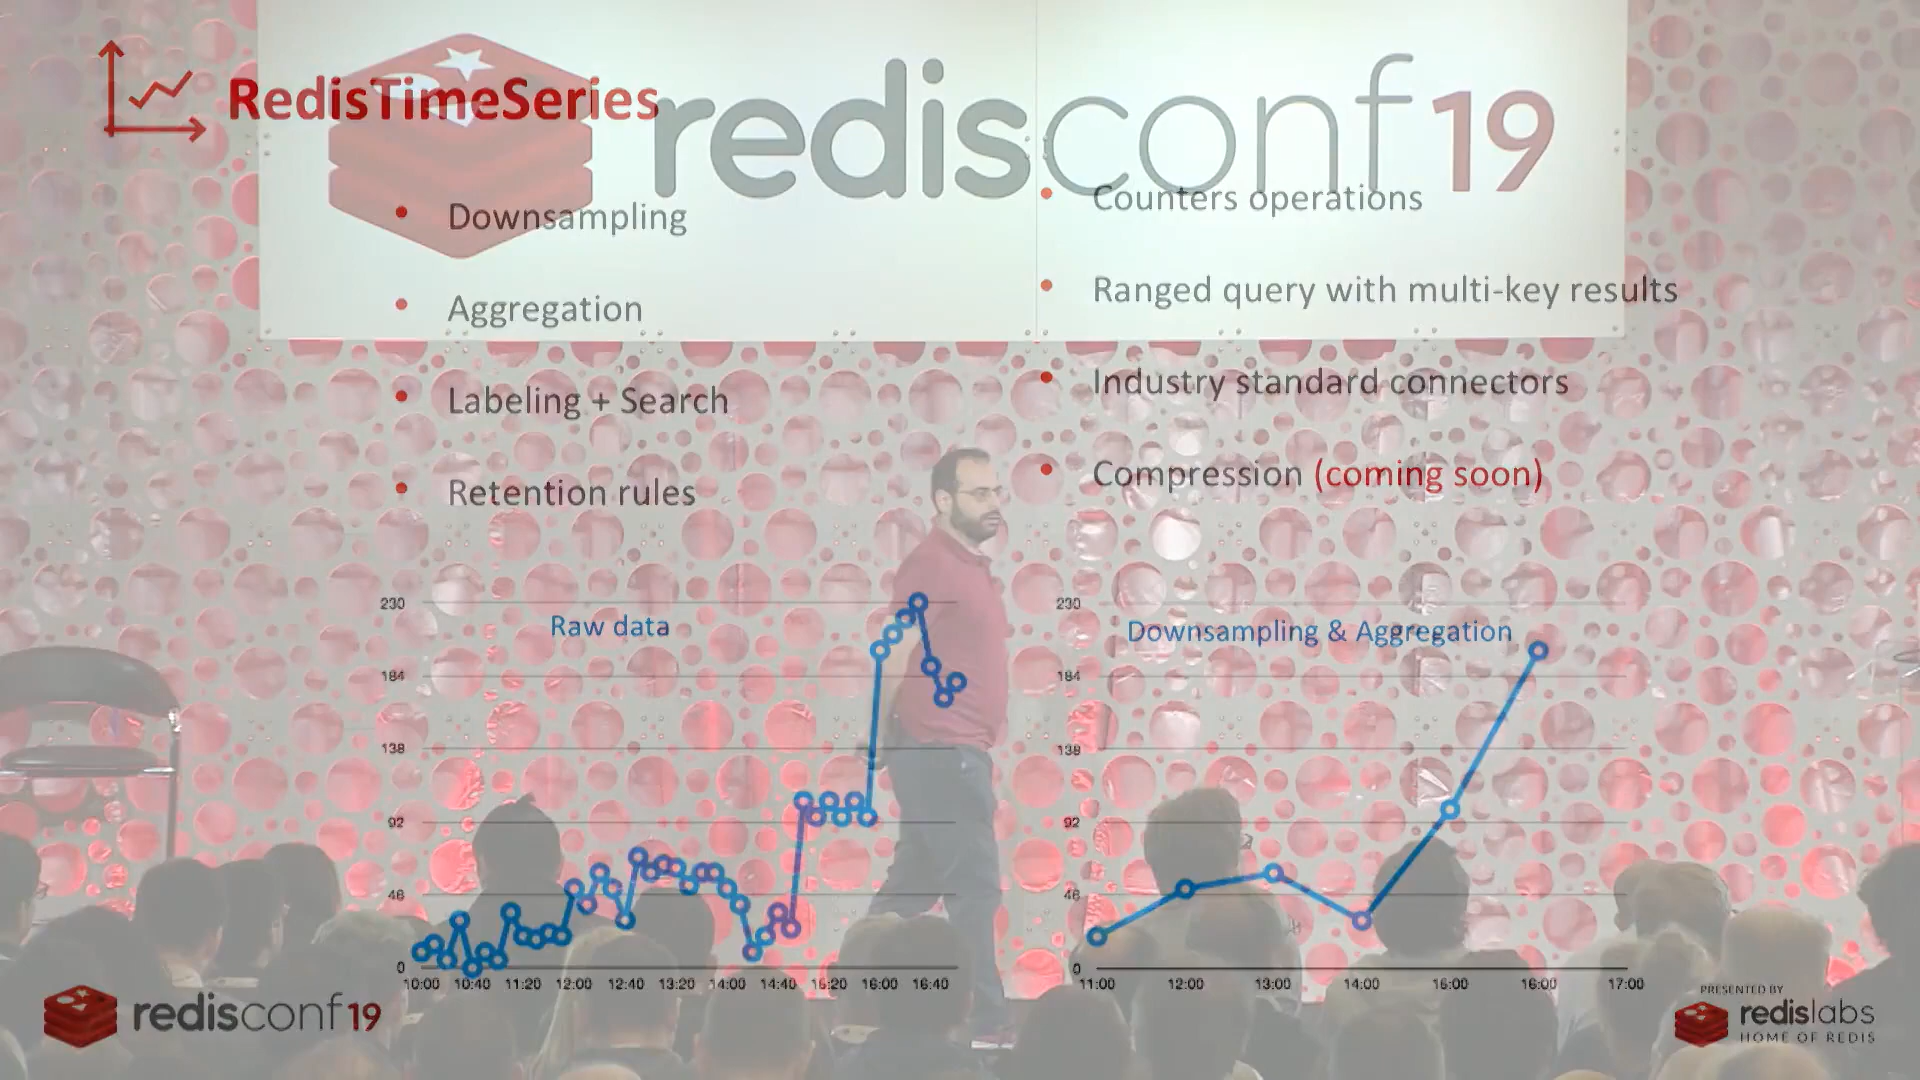 RedisTimeSeries
redisconf19
Downsampling
Aggregation
Labeling + Search
Retention rules
Counters operations
Ranged query with multi-key results
Industry standard connectors
Compression (coming soon)
Raw data
230
184
138
92
46
0
10:00 10:40 11:20 12:00 12:40 13:20 14:00 14:40 15:20 16:00 16:40
Downsampling & Aggregation
230
184
138
92
46
0
11:00 12:00 13:00 14:00 15:00 16:00 17:00
redisconf19
PRESENTED BY
redislabs
HOME OF REDIS